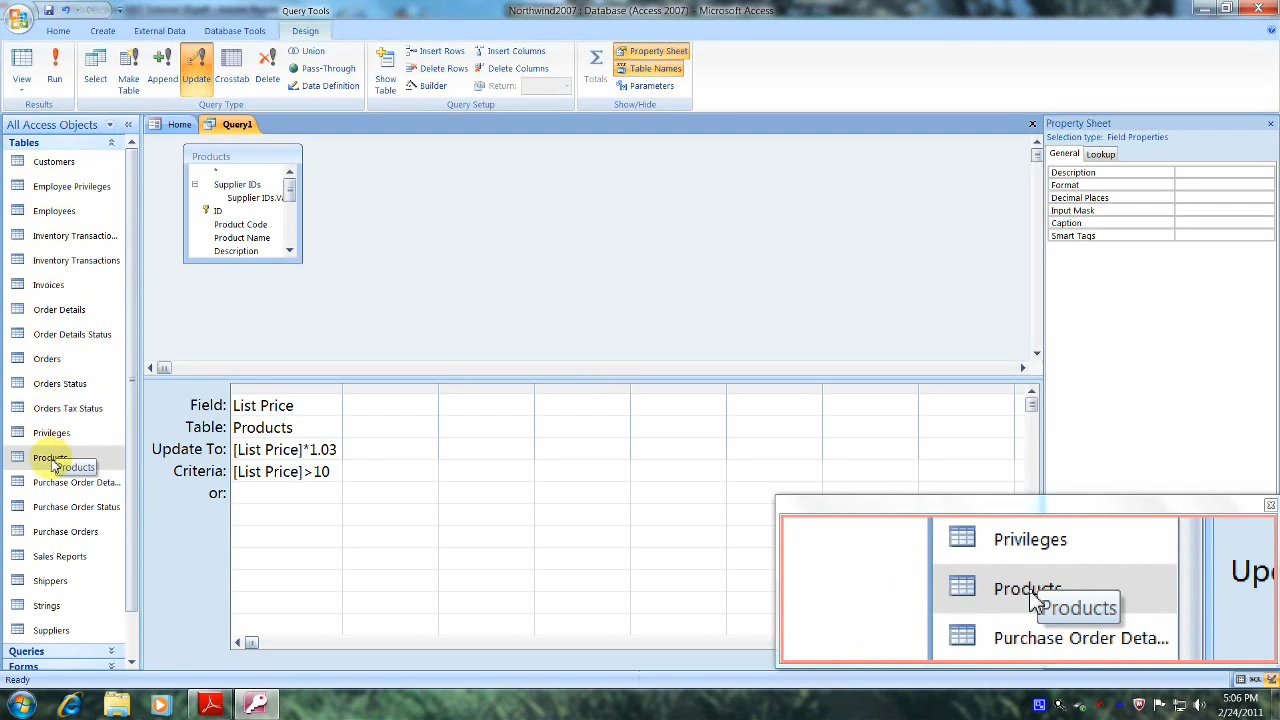 Query Tools
Northwind2007 : Database (Access 2007) - Microsoft Access
Home
Create
External Data
Database Tools
Design
View
Run
Select
Make Table
Append
Update
Crosstab
Delete
Union
Pass-Through
Data Definition
Show Table
Insert Rows
Delete Rows
Builder
Insert Columns
Delete Columns
Return:
Totals
Property Sheet
Table Names
Parameters
Results
Query Type
Query Setup
Show/Hide
All Access Objects
Tables
Customers
Employee Privileges
Employees
Inventory Transactio...
Inventory Transactions
Invoices
Order Details
Order Details Status
Orders
Orders Status
Orders Tax Status
Privileges
Products
Products
Purchase Order Deta...
Purchase Order Status
Purchase Orders
Sales Reports
Shippers
Strings
Suppliers
Queries
Forms
Home
Query1
Products
*
Supplier IDs
Supplier IDs.Va
ID
Product Code
Product Name
Description
Field: List Price
Table: Products
Update To: [List Price]*1.03
Criteria: [List Price]>10
or:
Property Sheet
Selection type: Field Properties
General
Lookup
Description
Format
Decimal Places
Input Mask
Caption
Smart Tags
Privileges
Products
Products
Purchase Order Deta...
Up
Ready
SQL
5:06 PM
2/24/2011